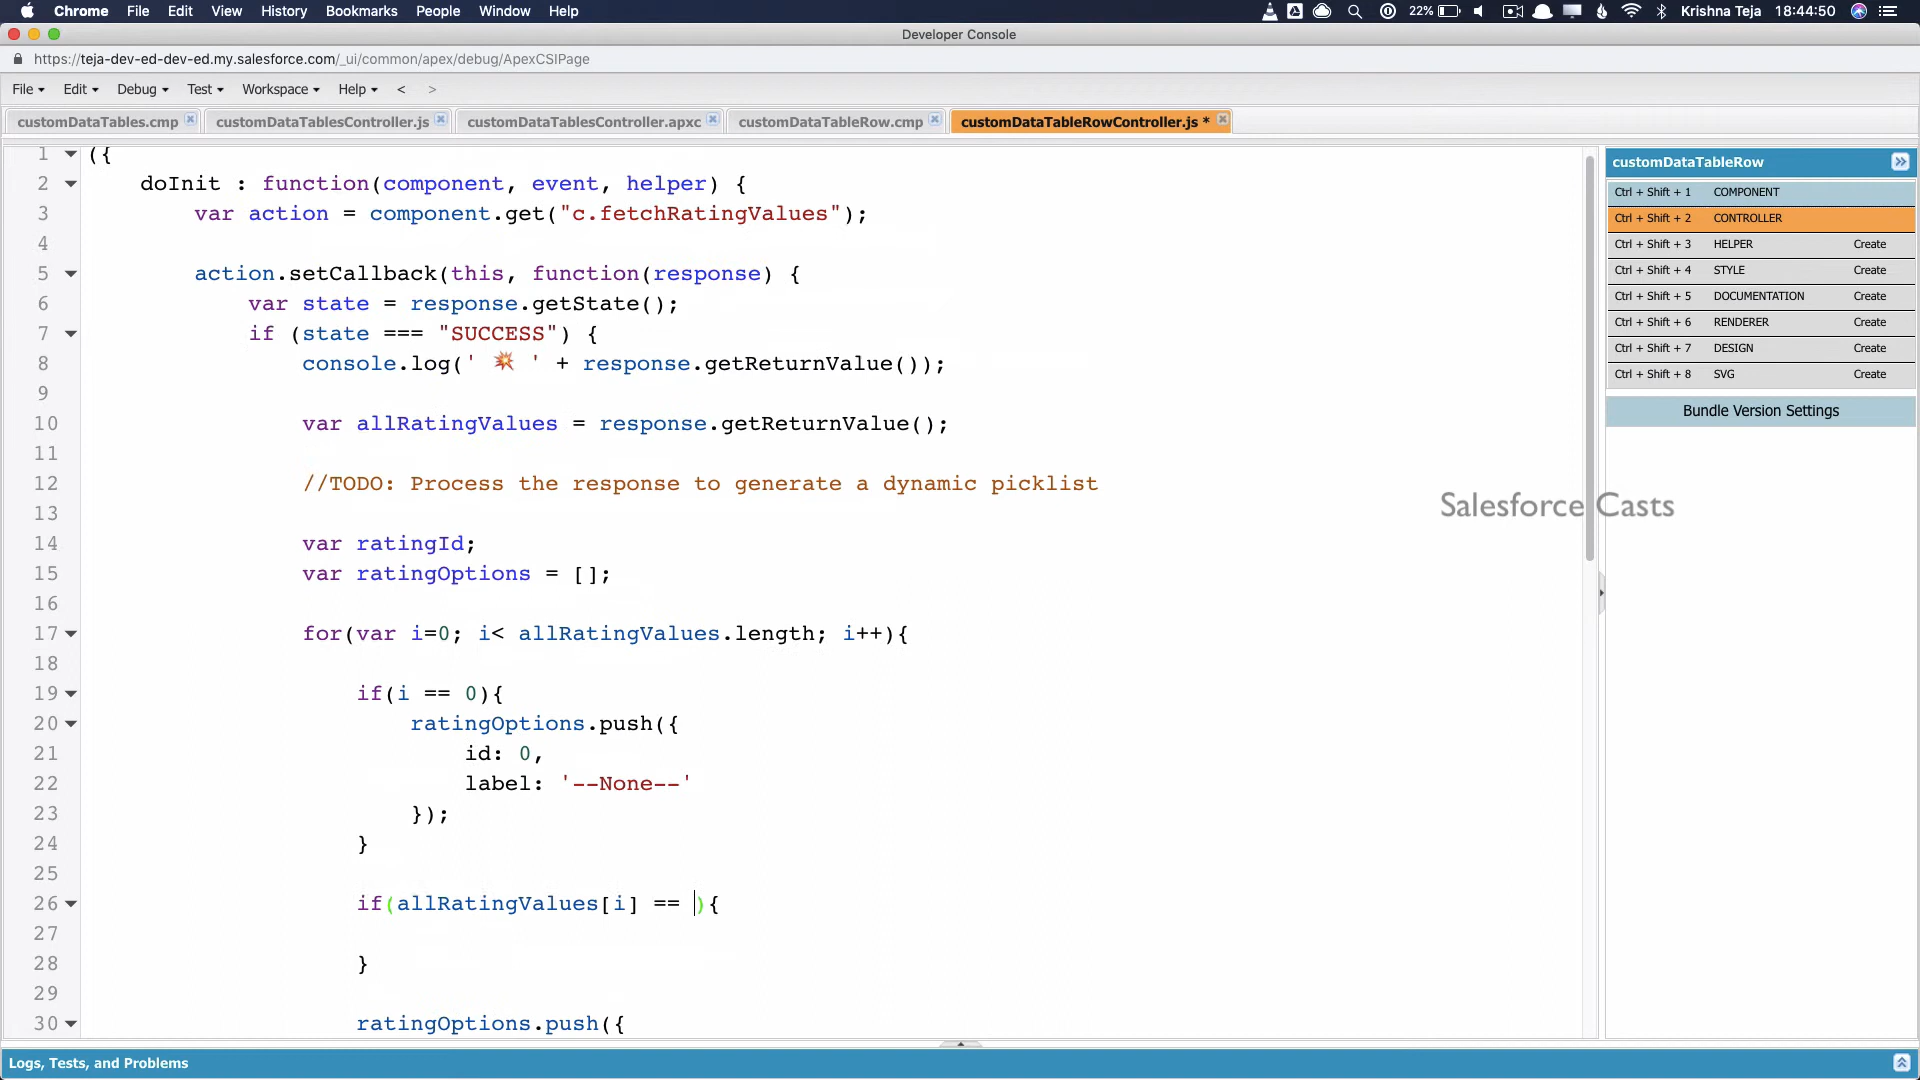 Chrome File Edit View History Bookmarks People Window Help 22% Krishna Teja 18:44:50
Developer Console
https://teja-dev-ed-dev-ed.my.salesforce.com/_ui/common/apex/debug/ApexCSIPage
File Edit Debug Test Workspace Help < >
customDataTables.cmp customDataTablesController.js customDataTablesController.apxc customDataTableRow.cmp customDataTableRowController.js *
1 ({
2 doInit : function(component, event, helper) {
3 var action = component.get("c.fetchRatingValues");
4
5 action.setCallback(this, function(response) {
6 var state = response.getState();
7 if (state === "SUCCESS") {
8 console.log(' 💥 ' + response.getReturnValue());
9
10 var allRatingValues = response.getReturnValue();
11
12 //TODO: Process the response to generate a dynamic picklist
13
14 var ratingId;
15 var ratingOptions = [];
16
17 for(var i=0; i< allRatingValues.length; i++){
18
19 if(i == 0){
20 ratingOptions.push({
21 id: 0,
22 label: '--None--'
23 });
24 }
25
26 if(allRatingValues[i] == ){
27
28 }
29
30 ratingOptions.push({
customDataTableRow
Ctrl + Shift + 1 COMPONENT
Ctrl + Shift + 2 CONTROLLER
Ctrl + Shift + 3 HELPER Create
Ctrl + Shift + 4 STYLE Create
Ctrl + Shift + 5 DOCUMENTATION Create
Ctrl + Shift + 6 RENDERER Create
Ctrl + Shift + 7 DESIGN Create
Ctrl + Shift + 8 SVG Create
Bundle Version Settings
Salesforce Casts
Logs, Tests, and Problems